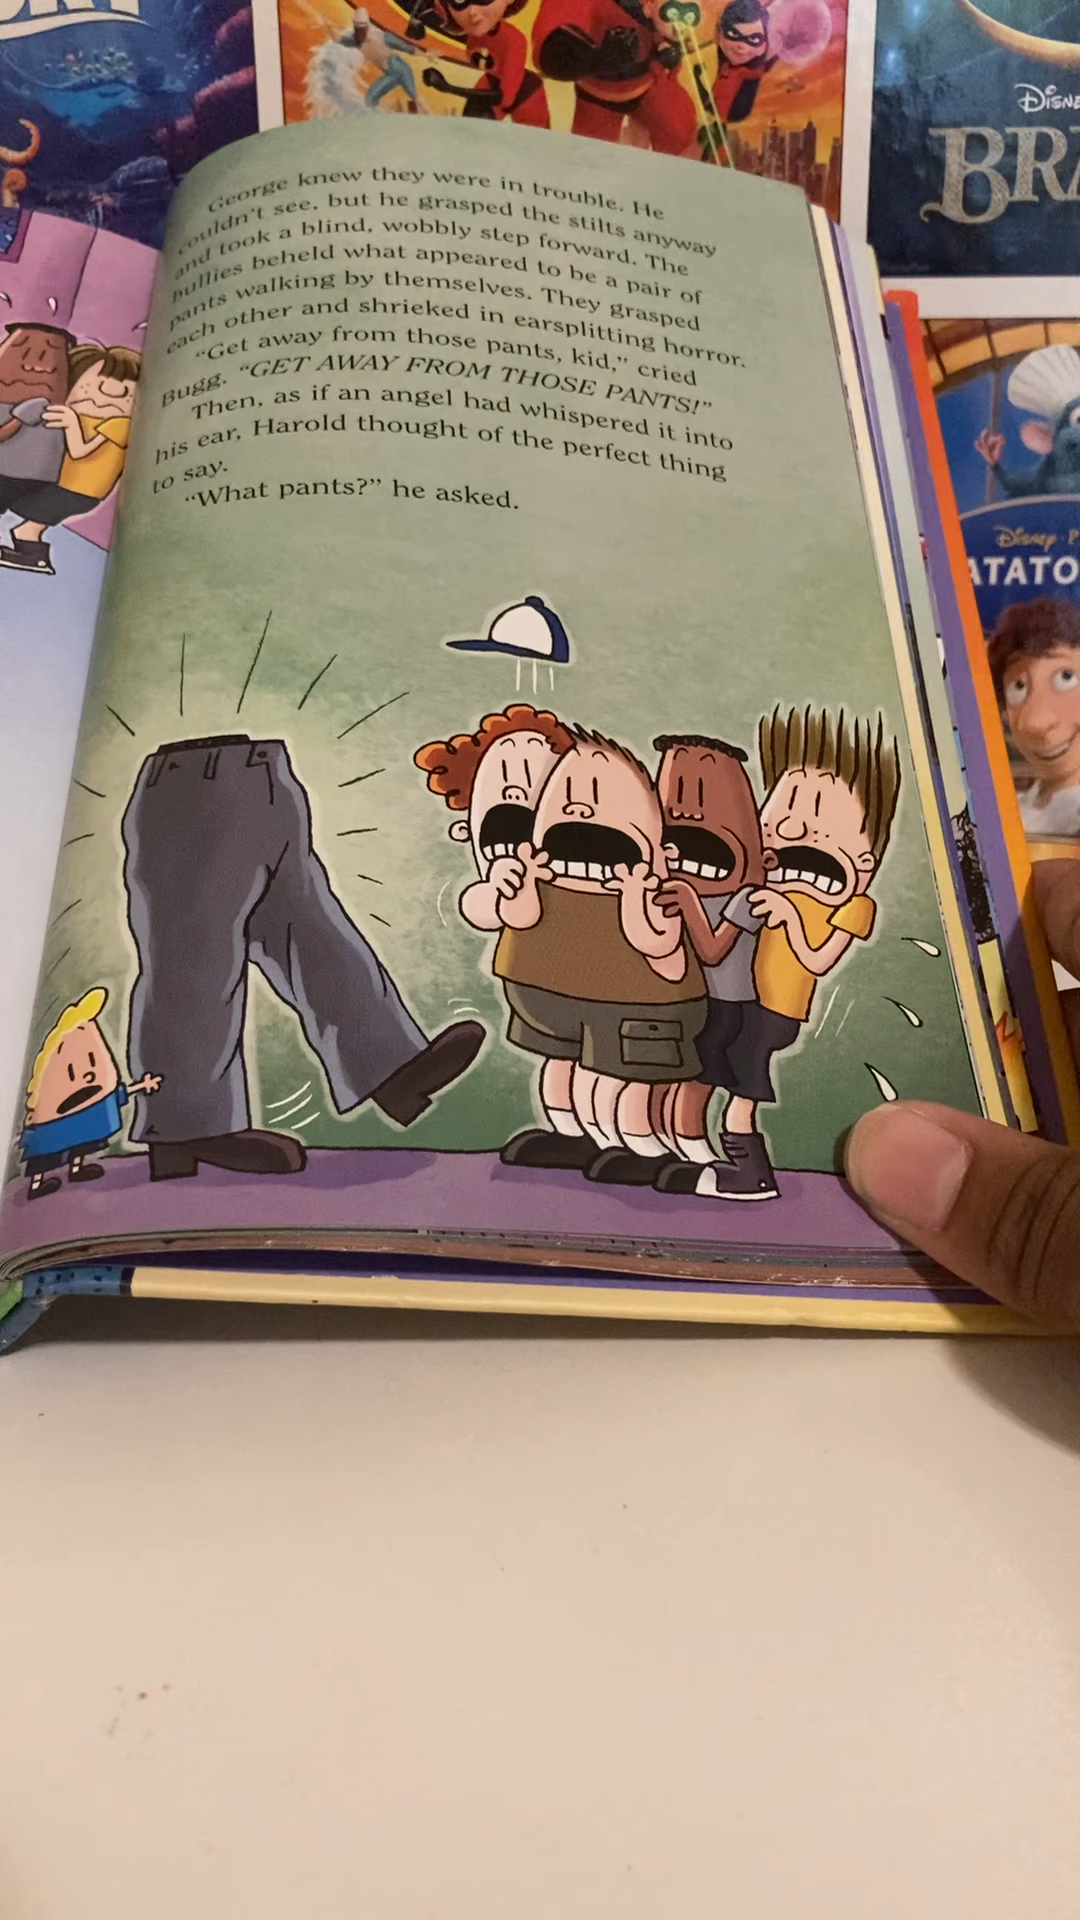 DISNE
BRA
George knew they were in trouble. He
couldn't see, but he grasped the stilts anyway
and took a blind, wobbly step forward. The
bullies beheld what appeared to be a pair of
pants walking by themselves. They grasped
each other and shrieked in earsplitting horror.
"Get away from those pants, kid," cried
Bugg. "GET AWAY FROM THOSE PANTS!"
Then, as if an angel had whispered it into
his ear, Harold thought of the perfect thing
to say.
"What pants?" he asked.
DISNEY · P
ATATO